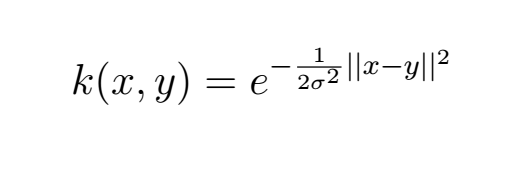 k(x, y) = e^{-\frac{1}{2\sigma^2}||x-y||^2}